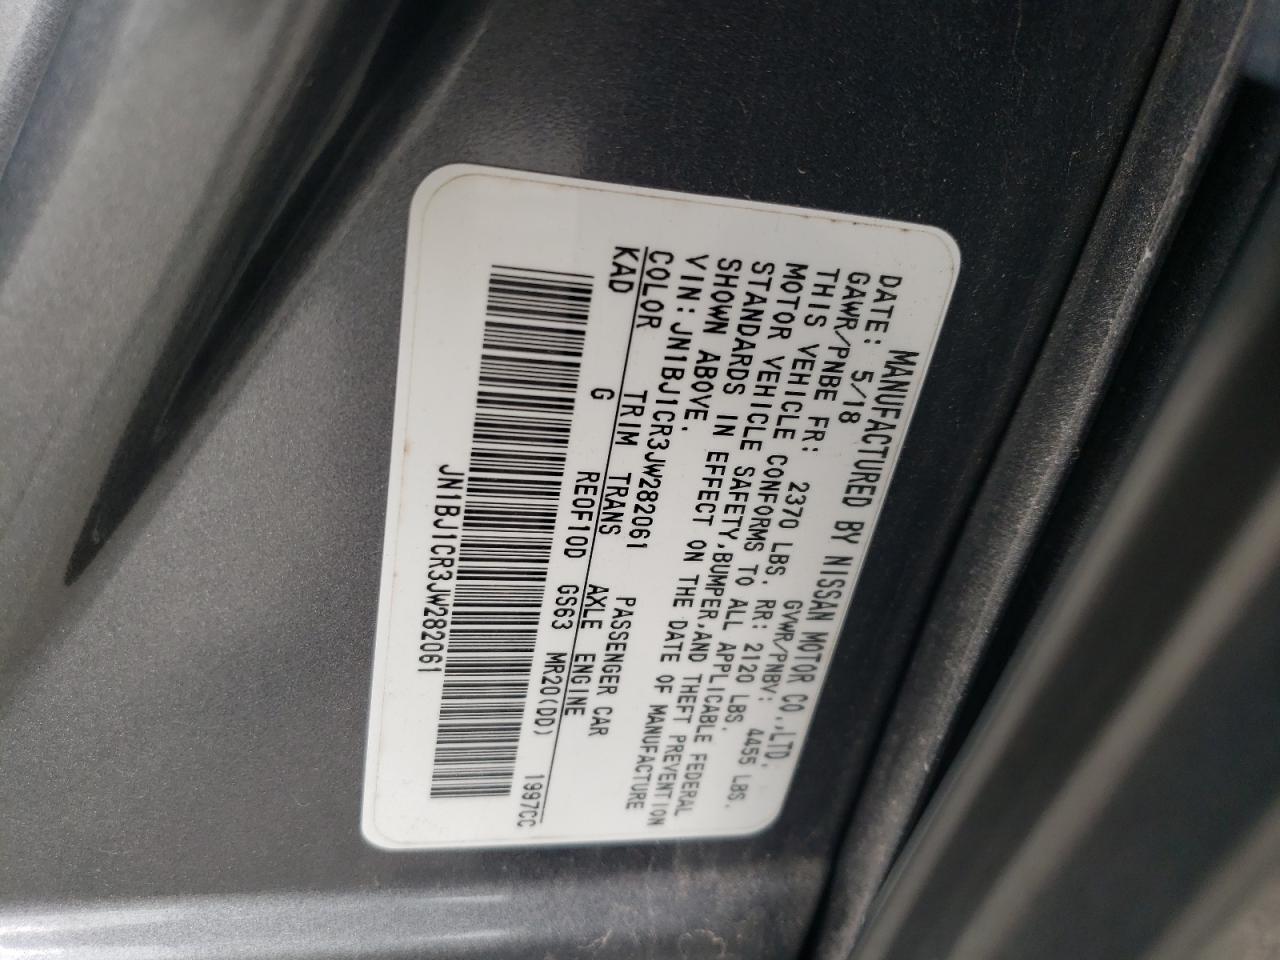 MANUFACTURED BY NISSAN MOTOR CO.,LTD.
DATE: 5/18 GVWR/PNBV: 4455 LBS.
GAWR/PNBE FR: 2370 LBS. RR: 2120 LBS.
THIS VEHICLE CONFORMS TO ALL APPLICABLE FEDERAL
MOTOR VEHICLE SAFETY,BUMPER,AND THEFT PREVENTION
STANDARDS IN EFFECT ON THE DATE OF MANUFACTURE
SHOWN ABOVE.
VIN:JN1BJ1CR3JW282061 PASSENGER CAR
COLOR TRIM TRANS AXLE ENGINE
KAD G RE0F10D GS63 MR20(DD) 1997CC
JN1BJ1CR3JW282061